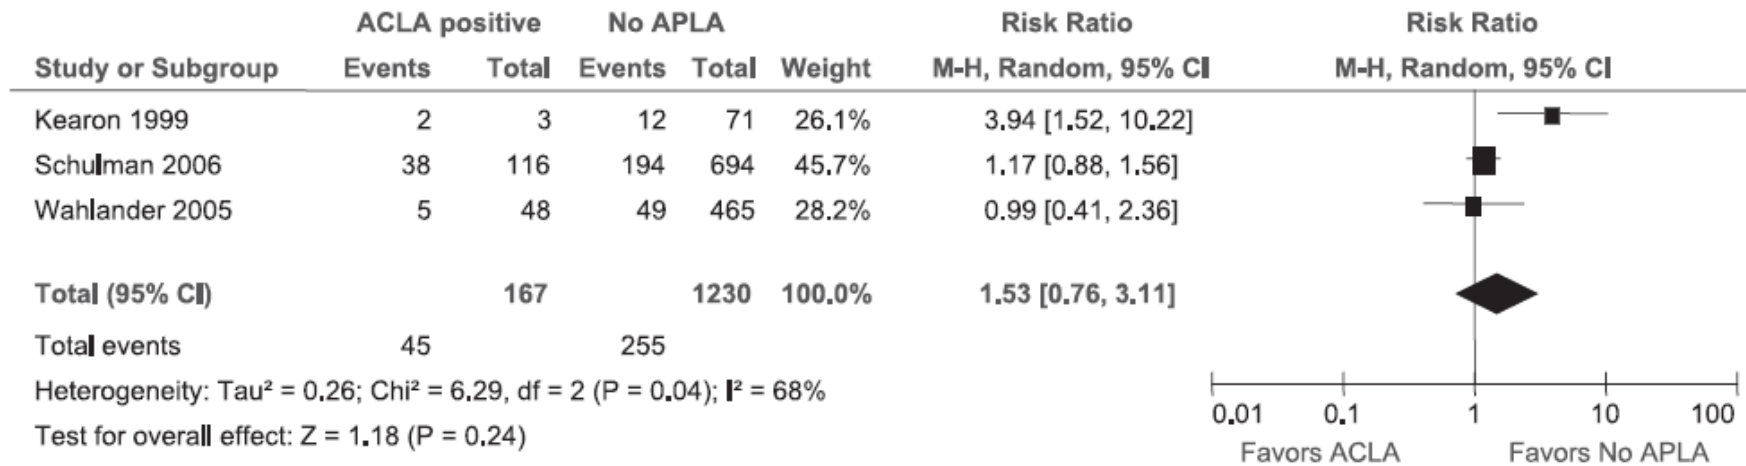 ACLA positive No APLA Risk Ratio Risk Ratio
Study or Subgroup Events Total Events Total Weight M-H, Random, 95% CI M-H, Random, 95% CI
Kearon 1999 2 3 12 71 26.1% 3.94 [1.52, 10.22]
Schulman 2006 38 116 194 694 45.7% 1.17 [0.88, 1.56]
Wahlander 2005 5 48 49 465 28.2% 0.99 [0.41, 2.36]
Total (95% CI) 167 1230 100.0% 1.53 [0.76, 3.11]
Total events 45 255
Heterogeneity: Tau² = 0.26; Chi² = 6.29, df = 2 (P = 0.04); I² = 68%
Test for overall effect: Z = 1.18 (P = 0.24)
0.01 0.1 1 10 100
Favors ACLA Favors No APLA